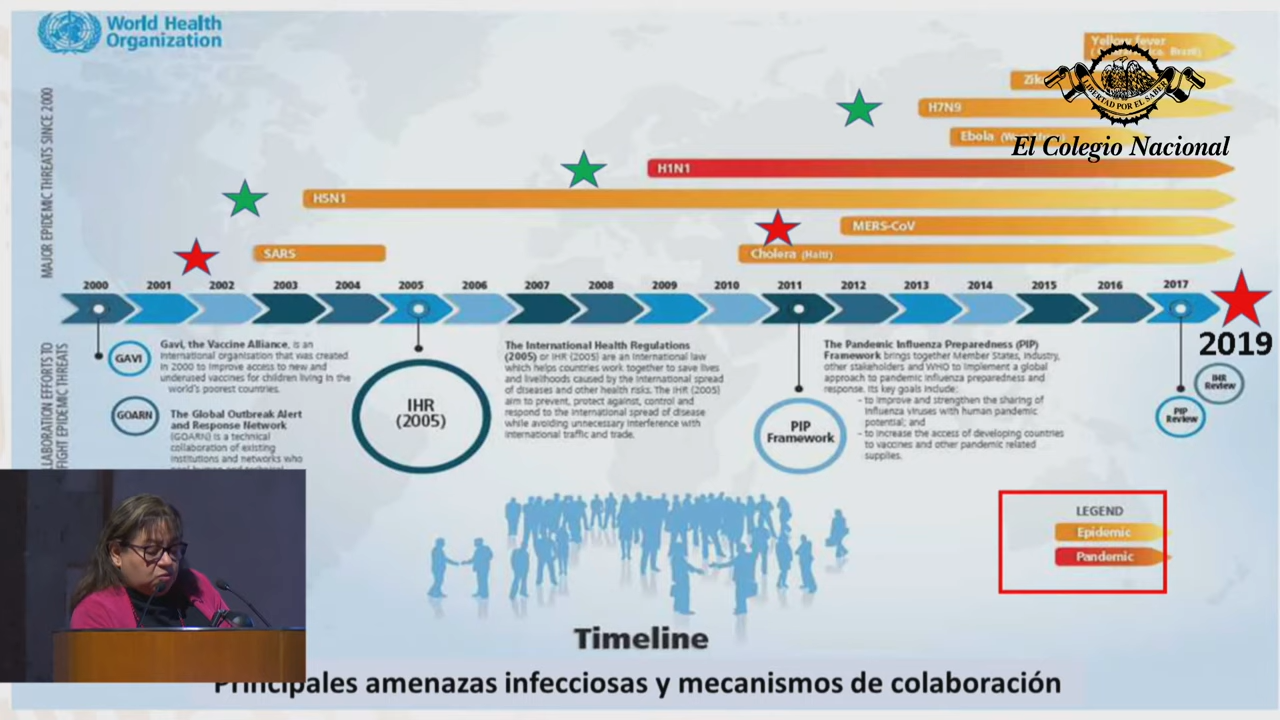 World Health
Organization
MAJOR EPIDEMIC THREATS SINCE 2000
Yellow fever
Brazil)
H7N9
Ebola
LIBERTAD POR EL SABER
El Colegio Nacional
H1N1
H5N1
MERS-CoV
SARS
Cholera (Haiti)
2000 2001 2002 2003 2004 2005 2006 2007 2008 2009 2010 2011 2012 2013 2014 2015 2016 2017
2019
FIGHT EPIDEMIC THREATS
GAVI
Gavi, the Vaccine Alliance, is an
international organisation that was created
in 2000 to improve access to new and
underused vaccines for children living in the
world's poorest countries.
GOARN
The Global Outbreak Alert
and Response Network
(GOARN) is a technical
collaboration of existing
institutions and networks who
IHR
(2005)
The International Health Regulations
(2005) or IHR (2005) are an international law
which helps countries work together to save lives
and livelihoods caused by the international spread
of diseases and other health risks. The IHR (2005)
aim to prevent, protect against, control and
respond to the international spread of disease
while avoiding unnecessary interference with
international traffic and trade.
PIP
Framework
The Pandemic Influenza Preparedness (PIP)
Framework brings together Member States, industry,
other stakeholders and WHO to implement a global
approach to pandemic influenza preparedness and
response. Its key goals include:
- to improve and strengthen the sharing of
influenza viruses with human pandemic
potential; and
- to increase the access of developing countries
to vaccines and other pandemic related
supplies.
IHR
Review
PIP
Review
LEGEND
Epidemic
Pandemic
Timeline
Principales amenazas infecciosas y mecanismos de colaboración